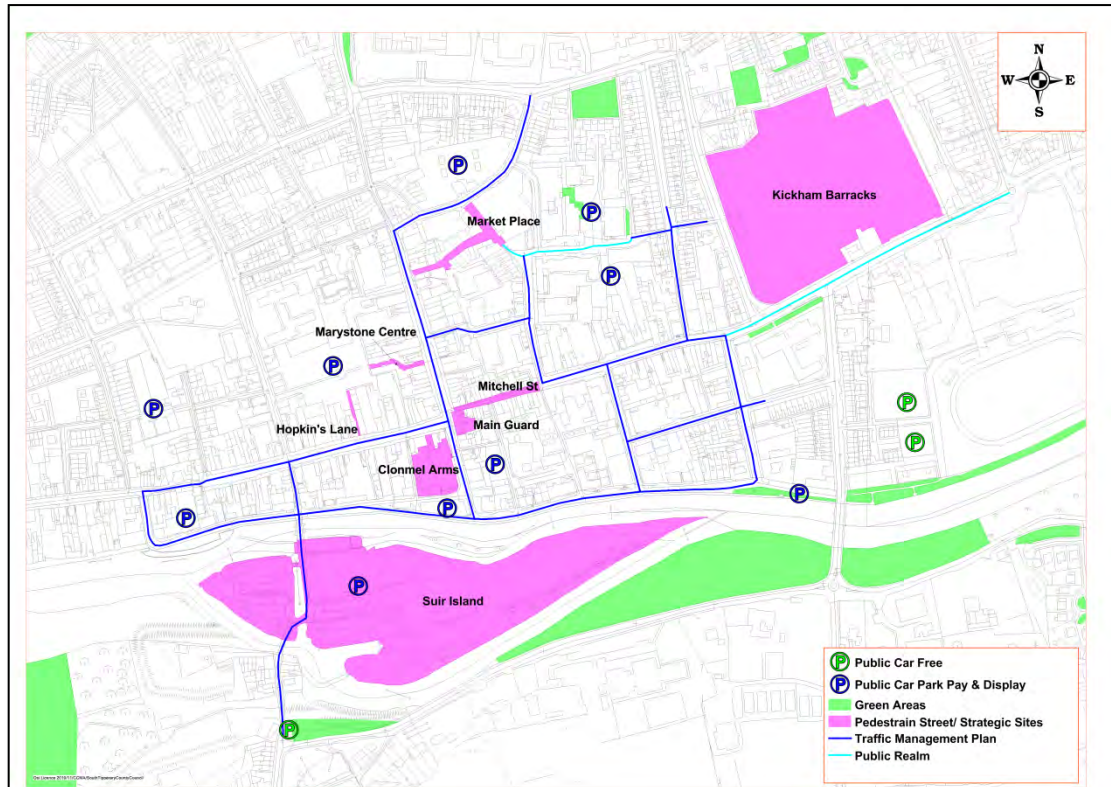 N
W E
S
P
Kickham Barracks
P
Market Place
P
Marystone Centre
P
Mitchell St
P
P
Hopkin's Lane
Main Guard
P
Clonmel Arms
P
P
P
P
P
Suir Island
P
P Public Car Free
P Public Car Park Pay & Display
Green Areas
Pedestrain Street/ Strategic Sites
Traffic Management Plan
Public Realm